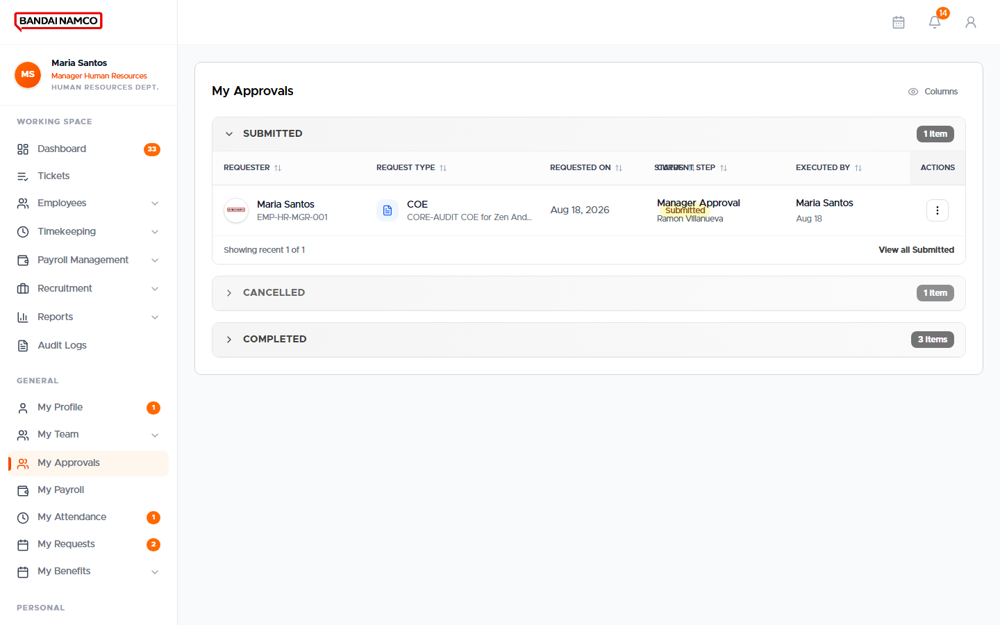 BANDAI NAMCO
14
MS
Maria Santos
Manager Human Resources
HUMAN RESOURCES DEPT.
WORKING SPACE
Dashboard 33
Tickets
Employees
Timekeeping
Payroll Management
Recruitment
Reports
Audit Logs
GENERAL
My Profile 1
My Team
My Approvals
My Payroll
My Attendance 1
My Requests 2
My Benefits
PERSONAL
My Approvals
Columns
SUBMITTED 1 Item
REQUESTER REQUEST TYPE REQUESTED ON STATUS CURRENT STEP EXECUTED BY ACTIONS
Maria Santos
EMP-HR-MGR-001
COE
CORE-AUDIT COE for Zen And...
Aug 18, 2026
Submitted
Manager Approval
Ramon Villanueva
Maria Santos
Aug 18
Showing recent 1 of 1
View all Submitted
CANCELLED 1 Item
COMPLETED 3 Items